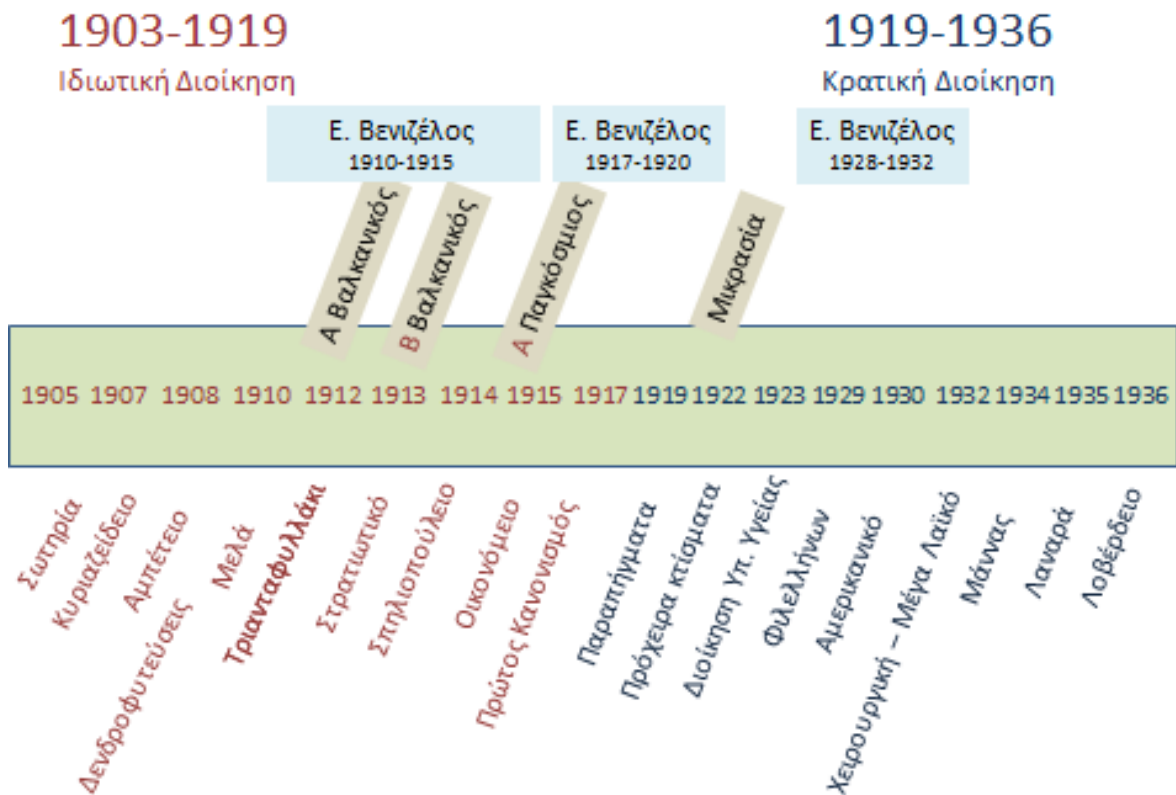 1903-1919
Ιδιωτική Διοίκηση
1919-1936
Κρατική Διοίκηση
Ε. Βενιζέλος
1910-1915
Ε. Βενιζέλος
1917-1920
Ε. Βενιζέλος
1928-1932
Α Βαλκανικός
Β Βαλκανικός
Α Παγκόσμιος
Μικρασία
1905 1907 1908 1910 1912 1913 1914 1915 1917 1919 1922 1923 1929 1930 1932 1934 1935 1936
Σωτηρία
Κυριαζείδειο
Αμπέτειο
Δενδροφυτεύσεις
Μελά
Τριανταφυλλάκι
Στρατιωτικό
Σπηλιοπούλειο
Οικονόμειο
Πρώτος Κανονισμός
Παραπήγματα
Πρόχειρα κτίσματα
Διοίκηση Υπ. Υγείας
Φιλελλήνων
Αμερικανικό
Χειρουργική – Μέγα Λαϊκό
Μάννας
Λαναρά
Λοβέρδειο